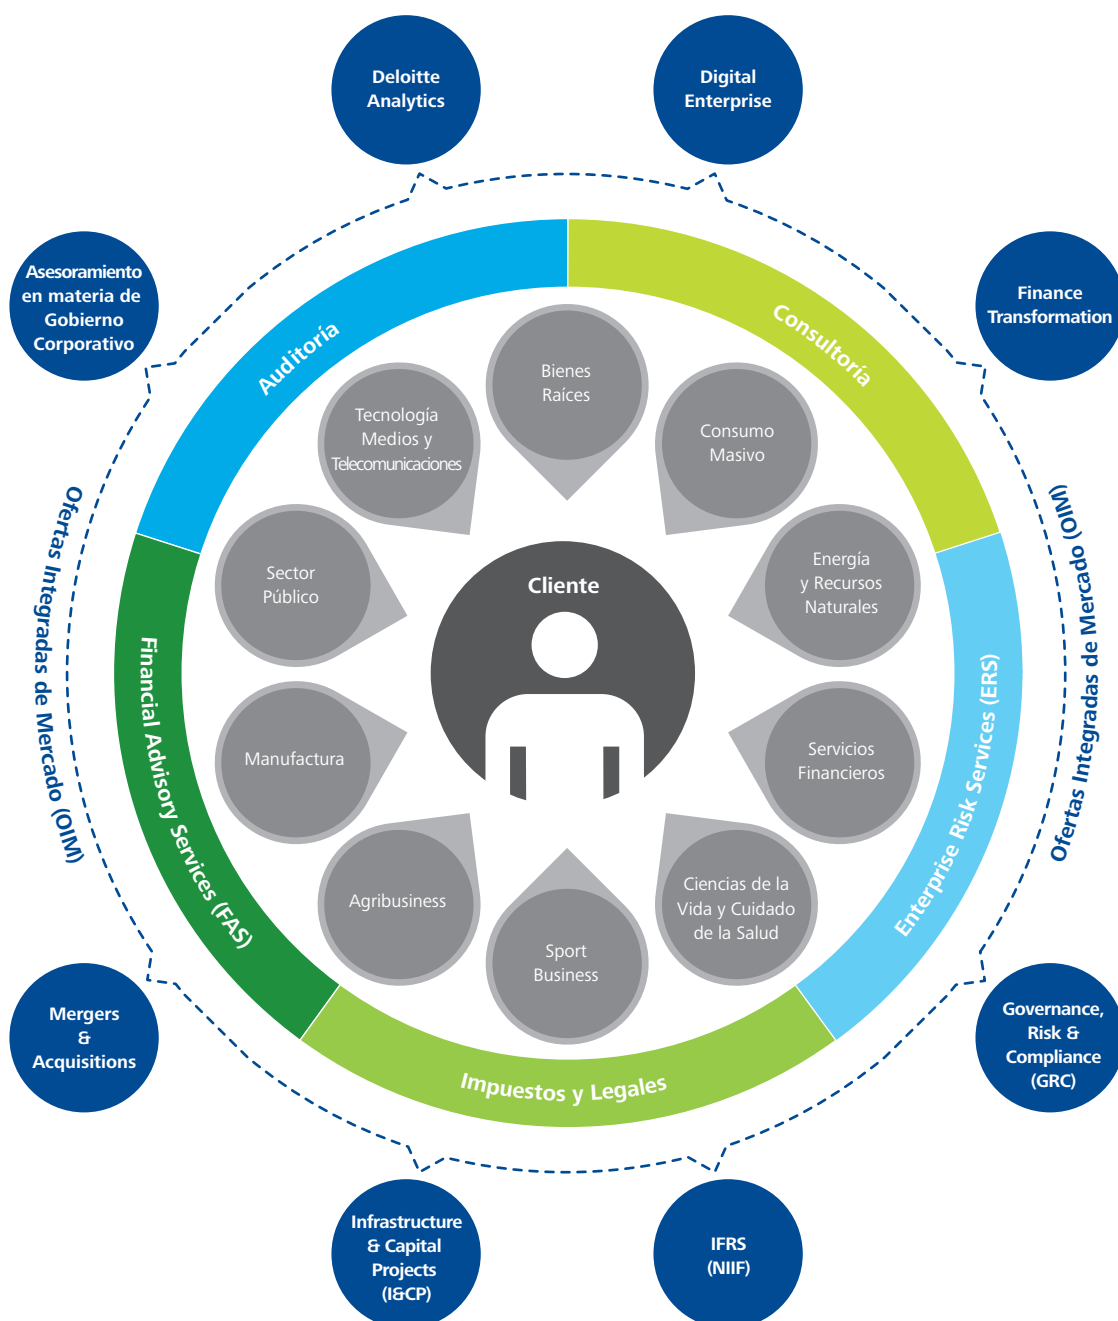 Deloitte
Analytics
Digital
Enterprise
Asesoramiento
en materia de
Gobierno
Corporativo
Finance
Transformation
Auditoría
Consultoría
Bienes
Raíces
Tecnología
Medios y
Telecomunicaciones
Consumo
Masivo
Ofertas Integradas de Mercado (OIM)
Ofertas Integradas de Mercado (OIM)
Sector
Público
Cliente
Energía
y Recursos
Naturales
Financial Advisory Services (FAS)
Enterprise Risk Services (ERS)
Manufactura
Servicios
Financieros
Agribusiness
Sport
Business
Ciencias de la
Vida y Cuidado
de la Salud
Impuestos y Legales
Mergers
&
Acquisitions
Governance,
Risk &
Compliance
(GRC)
Infrastructure
& Capital
Projects
(I&CP)
IFRS
(NIIF)